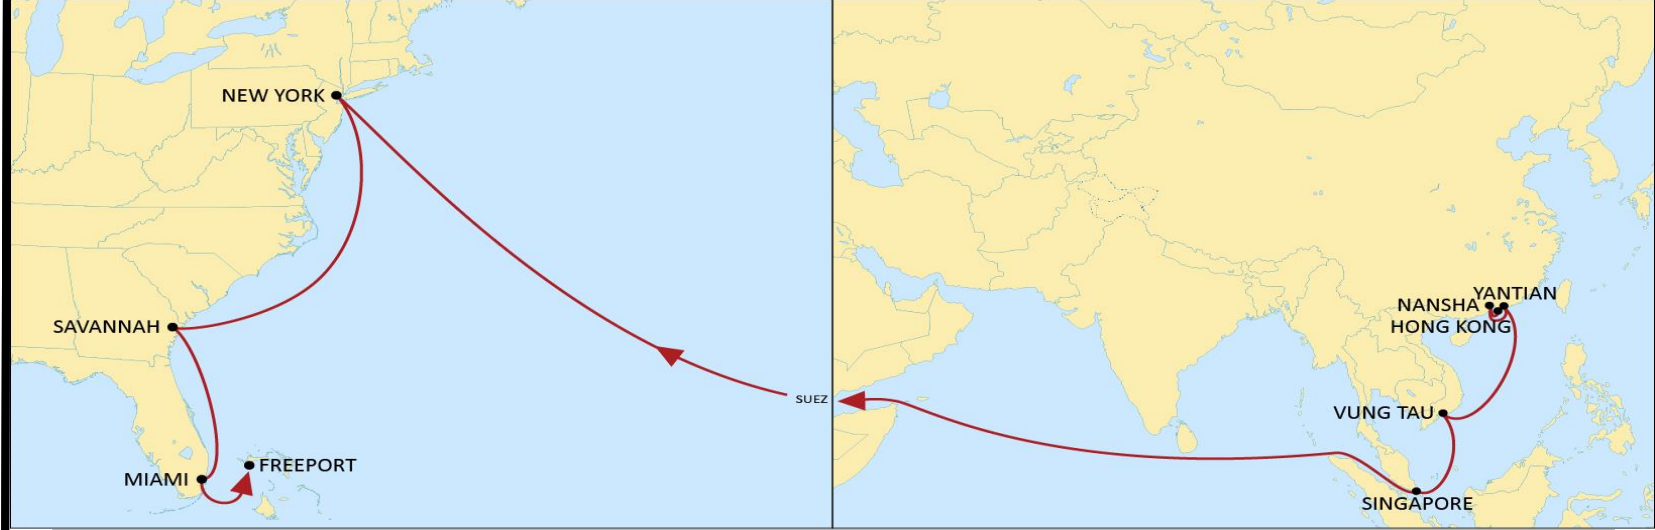 NEW YORK
SAVANNAH
MIAMI
FREEPORT
SUEZ
YANTIAN
NANSHA
HONG KONG
VUNG TAU
SINGAPORE